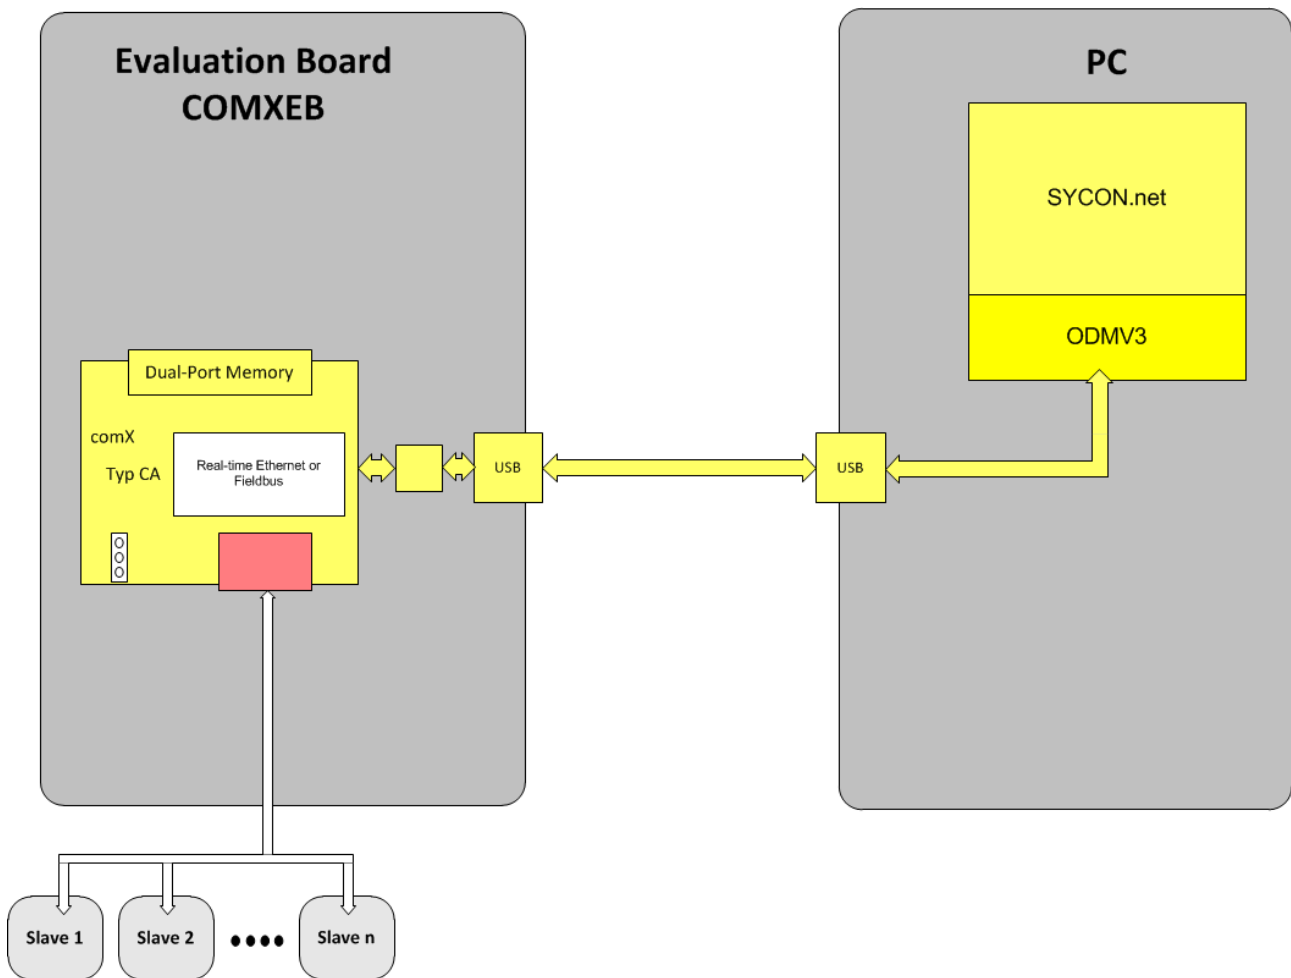 Evaluation Board
COMXEB
PC
SYCON.net
ODMV3
Dual-Port Memory
comX
Typ CA
Real-time Ethernet or
Fieldbus
USB
USB
Slave 1
Slave 2
Slave n